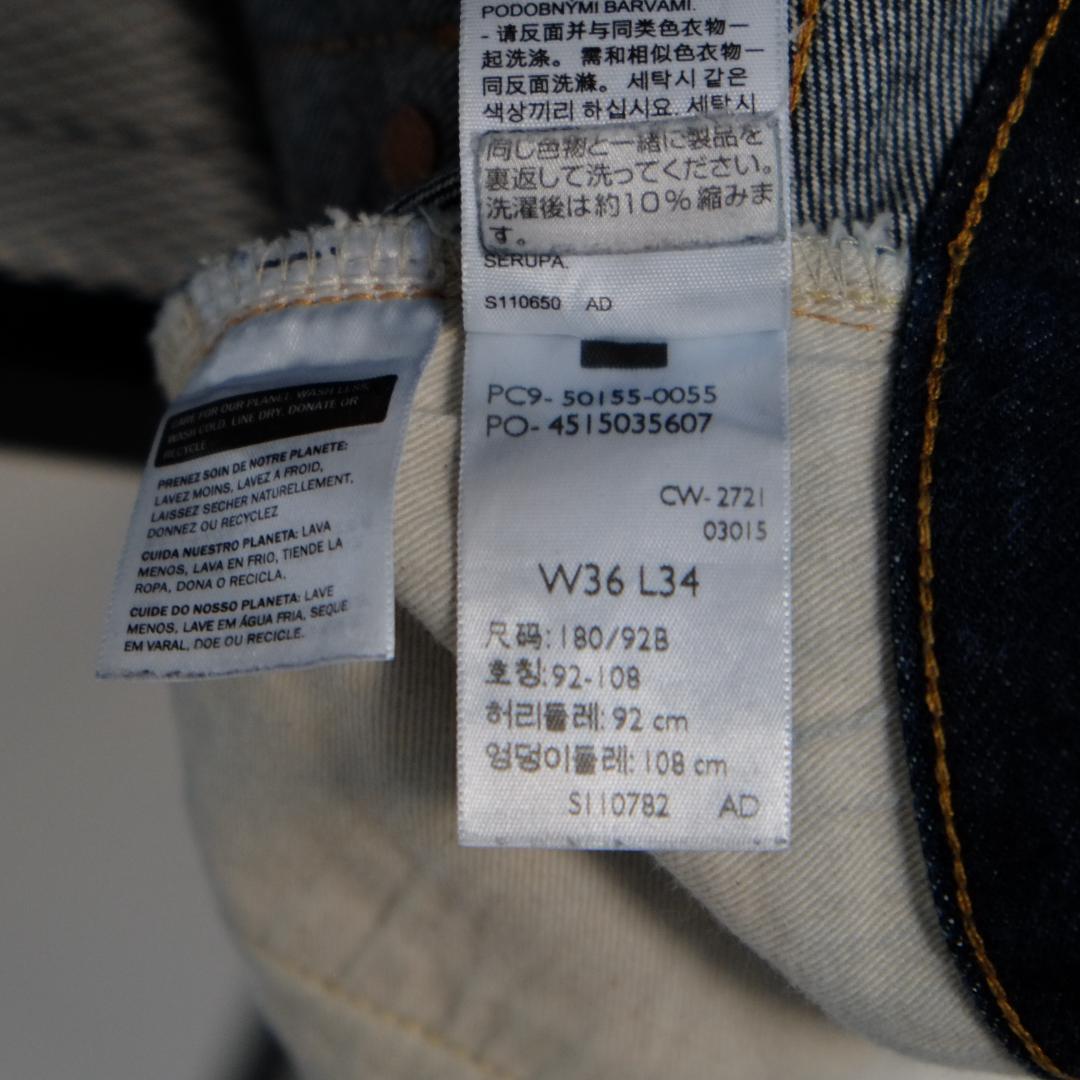 PODOBNÝMI BARVAMI.
- 请反面并与同类色衣物一
起洗涤。 需和相似色衣物一
同反面洗滌。 세탁시 같은
색상끼리 하십시요. 세탁시
同じ色物と一緒に製品を
裏返して洗ってください。
洗濯後は約10%縮みま
す。
SERUPA.
S110650 AD
CARE FOR OUR PLANET: WASH LESS,
WASH COLD, LINE DRY, DONATE OR
RECYCLE
PRENEZ SOIN DE NOTRE PLANETE:
LAVEZ MOINS, LAVEZ A FROID,
LAISSEZ SECHER NATURELLEMENT,
DONNEZ OU RECYCLEZ
CUIDA NUESTRO PLANETA: LAVA
MENOS, LAVA EN FRIO, TIENDE LA
ROPA, DONA O RECICLA.
CUIDE DO NOSSO PLANETA: LAVE
MENOS, LAVE EM ÁGUA FRIA, SEQUE
EM VARAL, DOE OU RECICLE.
PC9- 50155-0055
PO- 4515035607
CW- 2721
03015
W36 L34
尺码: 180/92B
호칭: 92-108
허리둘레: 92 cm
엉덩이둘레: 108 cm
S110782 AD